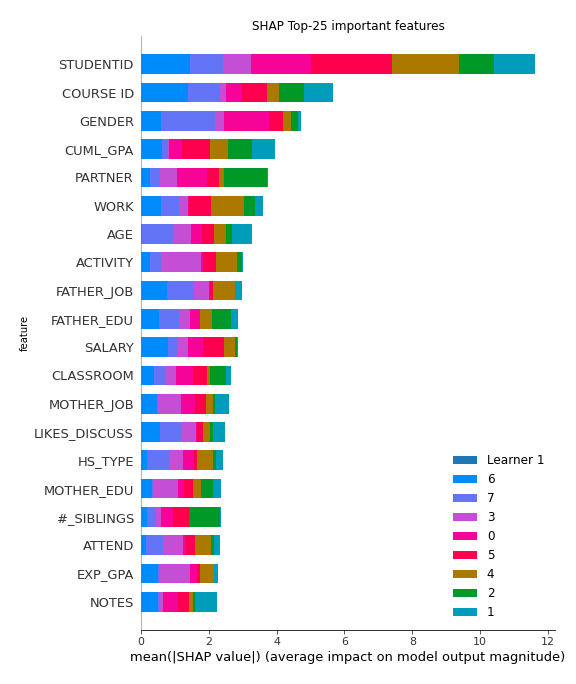 SHAP Top-25 important features
STUDENTID
COURSE ID
GENDER
CUML_GPA
PARTNER
WORK
AGE
ACTIVITY
FATHER_JOB
FATHER_EDU
SALARY
CLASSROOM
MOTHER_JOB
LIKES_DISCUSS
HS_TYPE
MOTHER_EDU
#_SIBLINGS
ATTEND
EXP_GPA
NOTES
feature
Learner 1
6
7
3
0
5
4
2
1
0 2 4 6 8 10 12
mean(|SHAP value|) (average impact on model output magnitude)